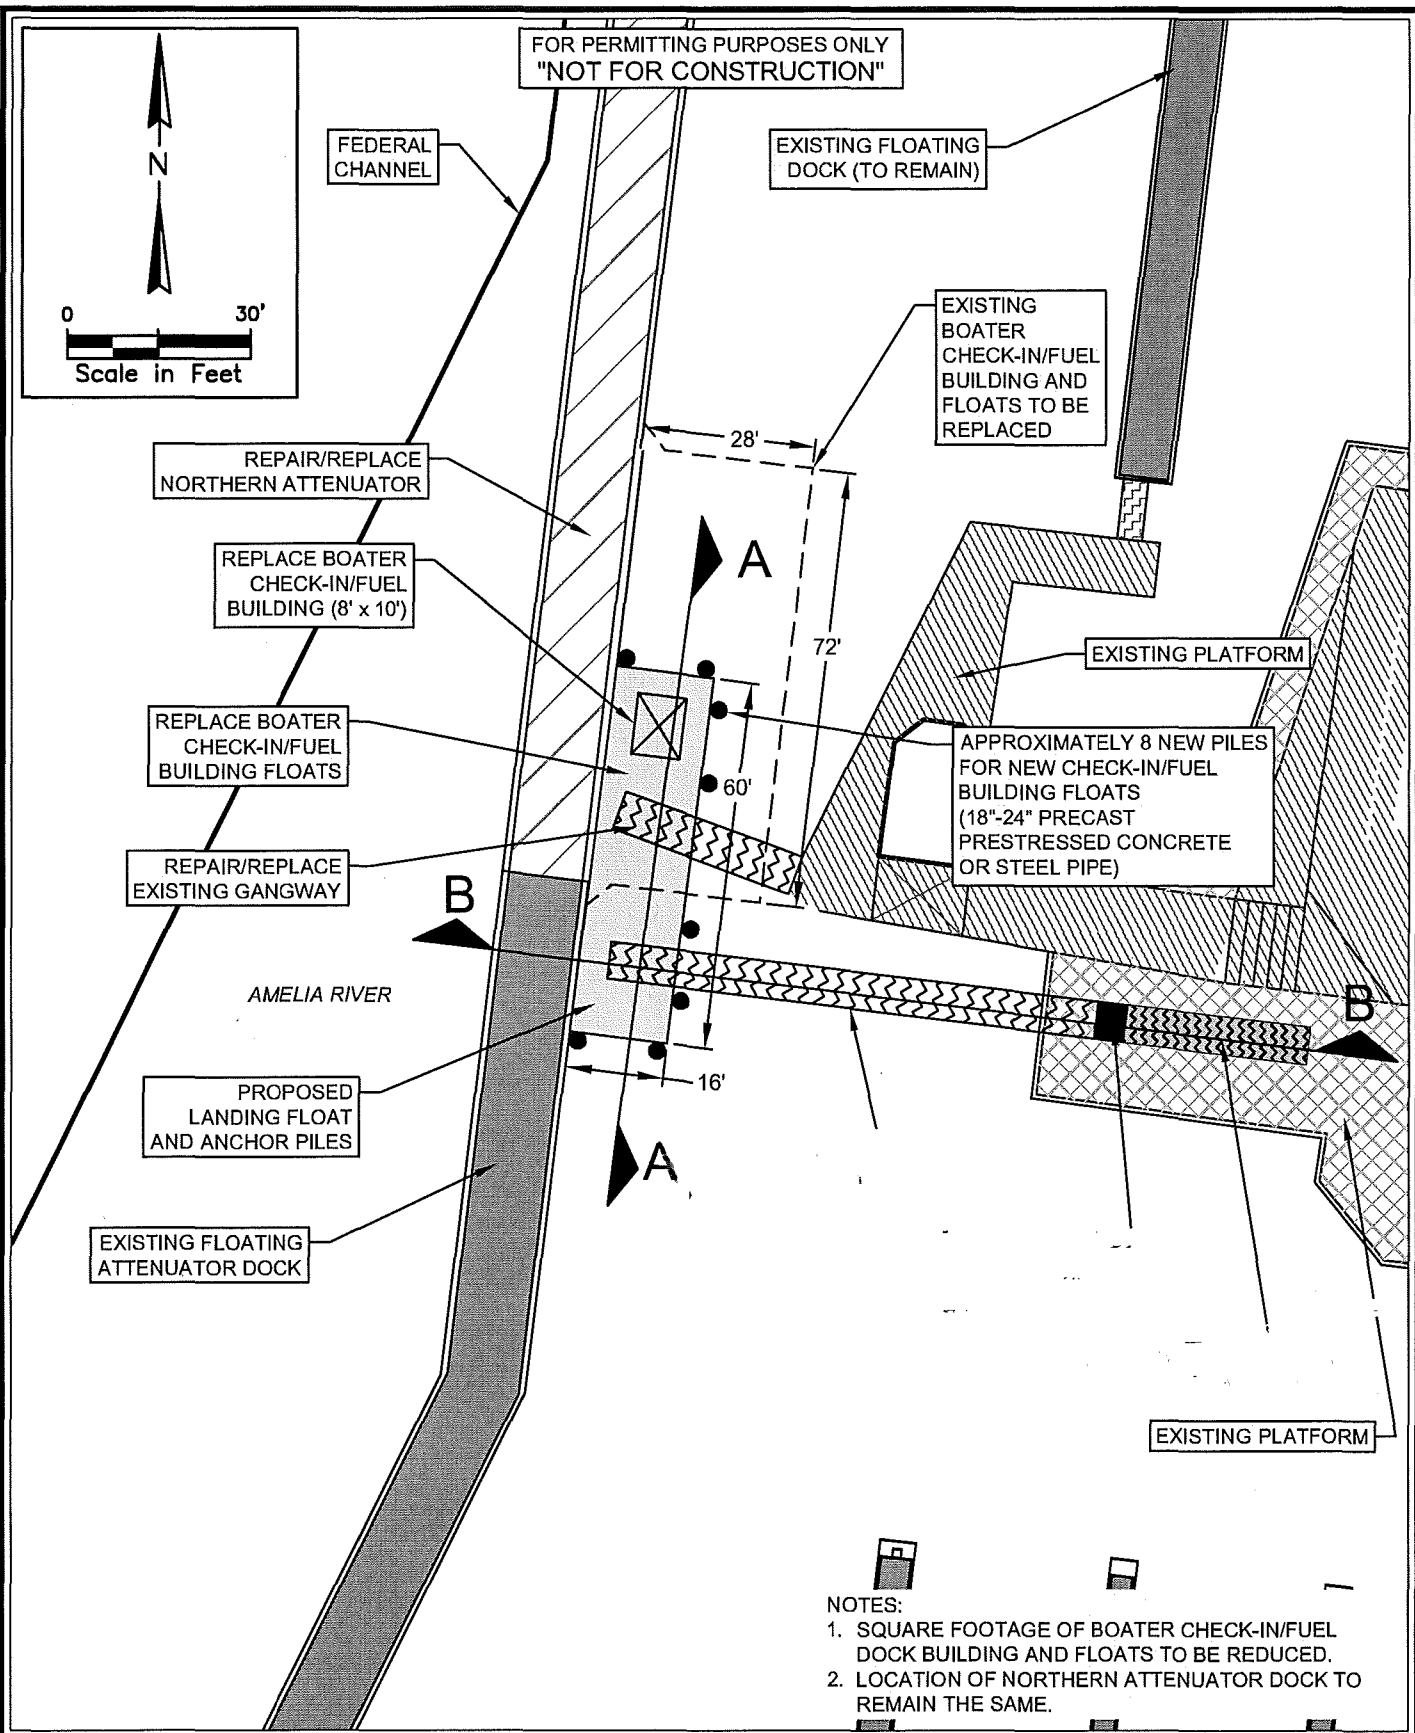 FOR PERMITTING PURPOSES ONLY
"NOT FOR CONSTRUCTION"
N
0 30'
Scale in Feet
FEDERAL
CHANNEL
EXISTING FLOATING
DOCK (TO REMAIN)
EXISTING
BOATER
CHECK-IN/FUEL
BUILDING AND
FLOATS TO BE
REPLACED
28'
REPAIR/REPLACE
NORTHERN ATTENUATOR
A
REPLACE BOATER
CHECK-IN/FUEL
BUILDING (8' x 10')
72'
EXISTING PLATFORM
REPLACE BOATER
CHECK-IN/FUEL
BUILDING FLOATS
60'
APPROXIMATELY 8 NEW PILES
FOR NEW CHECK-IN/FUEL
BUILDING FLOATS
(18"-24" PRECAST
PRESTRESSED CONCRETE
OR STEEL PIPE)
REPAIR/REPLACE
EXISTING GANGWAY
B
AMELIA RIVER
B
PROPOSED
LANDING FLOAT
AND ANCHOR PILES
16'
A
EXISTING FLOATING
ATTENUATOR DOCK
EXISTING PLATFORM
NOTES:
1. SQUARE FOOTAGE OF BOATER CHECK-IN/FUEL
DOCK BUILDING AND FLOATS TO BE REDUCED.
2. LOCATION OF NORTHERN ATTENUATOR DOCK TO
REMAIN THE SAME.